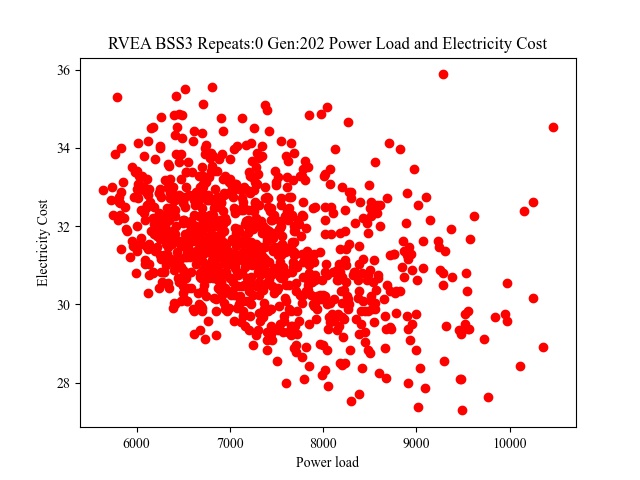 RVEA BSS3 Repeats:0 Gen:202 Power Load and Electricity Cost
36
34
32
30
28
Electricity Cost
6000 7000 8000 9000 10000
Power load